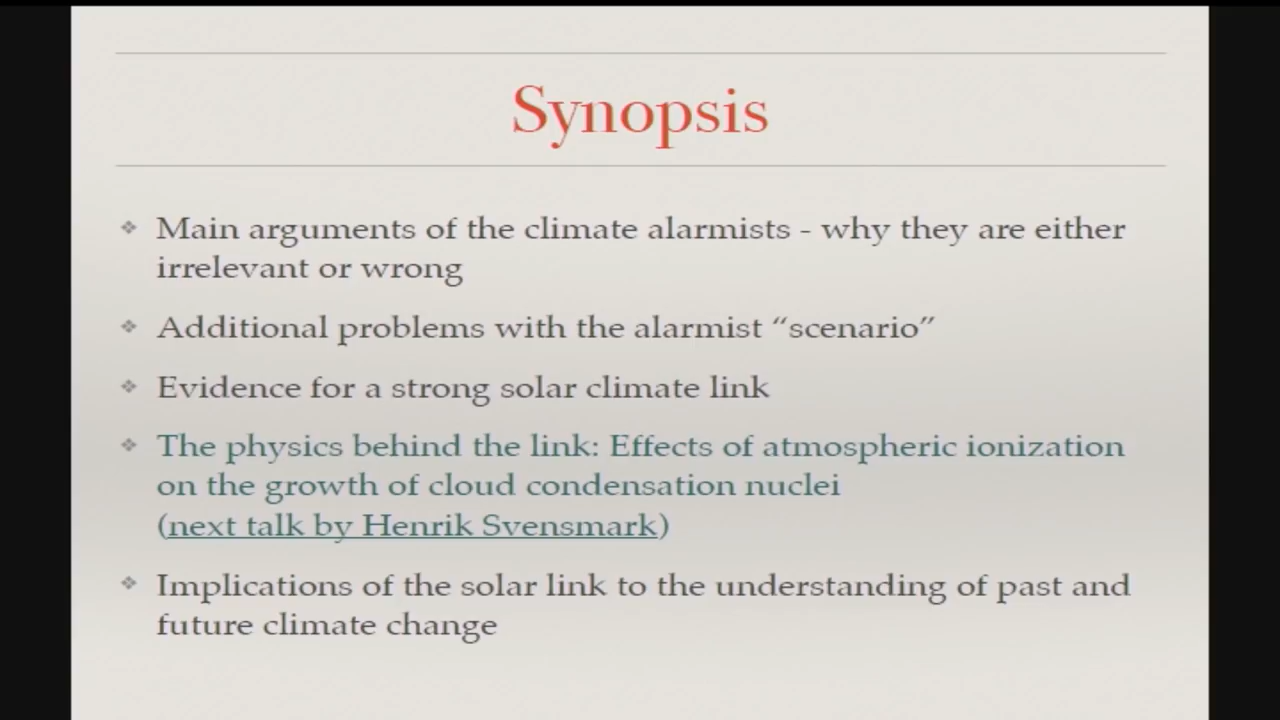 Synopsis
❖ Main arguments of the climate alarmists - why they are either
irrelevant or wrong
❖ Additional problems with the alarmist “scenario”
❖ Evidence for a strong solar climate link
❖ The physics behind the link: Effects of atmospheric ionization
on the growth of cloud condensation nuclei
(next talk by Henrik Svensmark)
❖ Implications of the solar link to the understanding of past and
future climate change